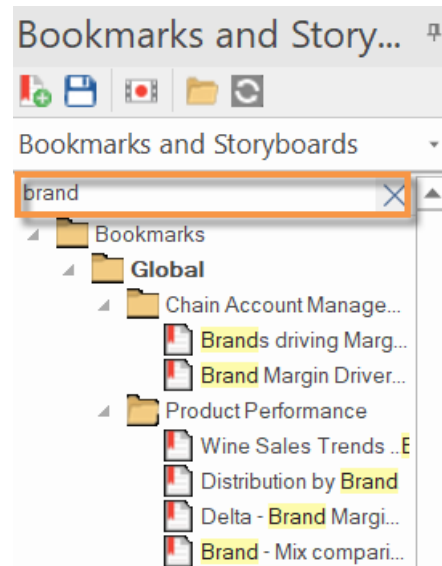 Bookmarks and Story...
Bookmarks and Storyboards
brand
Bookmarks
Global
Chain Account Manage...
Brands driving Marg...
Brand Margin Driver...
Product Performance
Wine Sales Trends ..
Distribution by Brand
Delta - Brand Margi...
Brand - Mix compari...